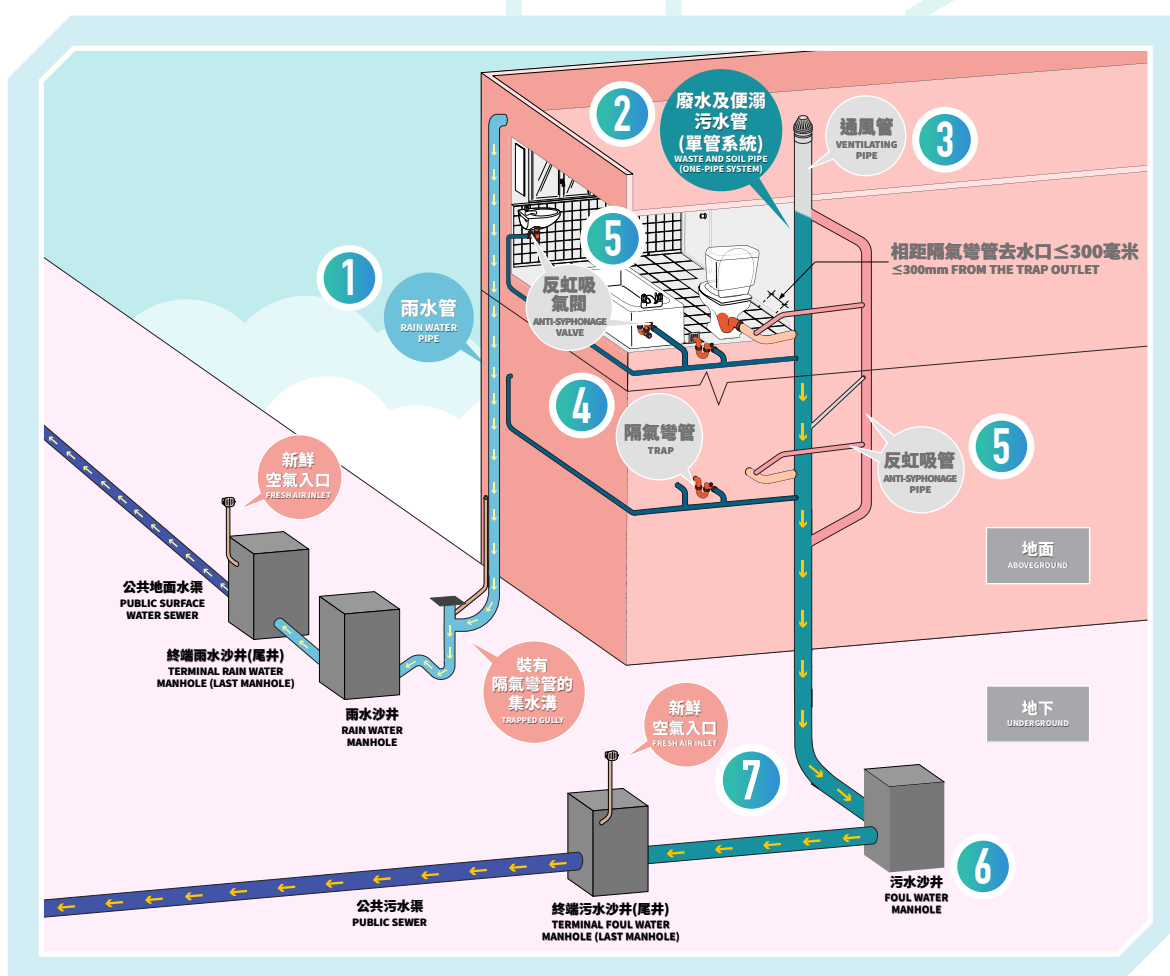 2
廢水及便溺
污水管
(單管系統)
WASTE AND SOIL PIPE
(ONE-PIPE SYSTEM)
通風管
VENTILATING
PIPE
3
5
1
雨水管
RAIN WATER
PIPE
反虹吸
氣閥
ANTI-SYPHONAGE
VALVE
相距隔氣彎管去水口≤300毫米
≤300mm FROM THE TRAP OUTLET
4
隔氣彎管
TRAP
5
反虹吸管
ANTI-SYPHONAGE
PIPE
新鮮
空氣入口
FRESH AIR INLET
地面
ABOVEGROUND
公共地面水渠
PUBLIC SURFACE
WATER SEWER
終端雨水沙井(尾井)
TERMINAL RAIN WATER
MANHOLE (LAST MANHOLE)
雨水沙井
RAIN WATER
MANHOLE
裝有
隔氣彎管的
集水溝
TRAPPED GULLY
新鮮
空氣入口
FRESH AIR INLET
地下
UNDERGROUND
7
6
污水沙井
FOUL WATER
MANHOLE
公共污水渠
PUBLIC SEWER
終端污水沙井(尾井)
TERMINAL FOUL WATER
MANHOLE (LAST MANHOLE)